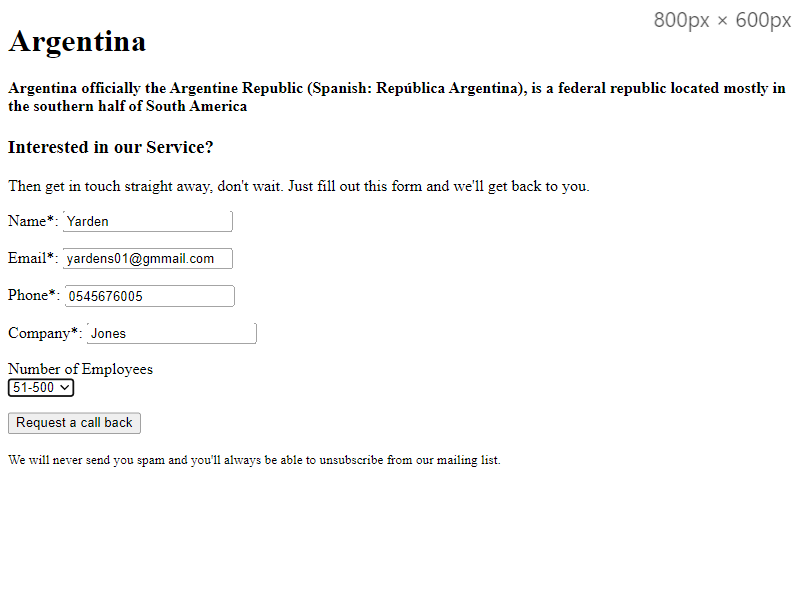 800px × 600px
Argentina
Argentina officially the Argentine Republic (Spanish: República Argentina), is a federal republic located mostly in
the southern half of South America
Interested in our Service?
Then get in touch straight away, don't wait. Just fill out this form and we'll get back to you.
Name*: Yarden
Email*: yardens01@gmmail.com
Phone*: 0545676005
Company*: Jones
Number of Employees
51-500
Request a call back
We will never send you spam and you'll always be able to unsubscribe from our mailing list.